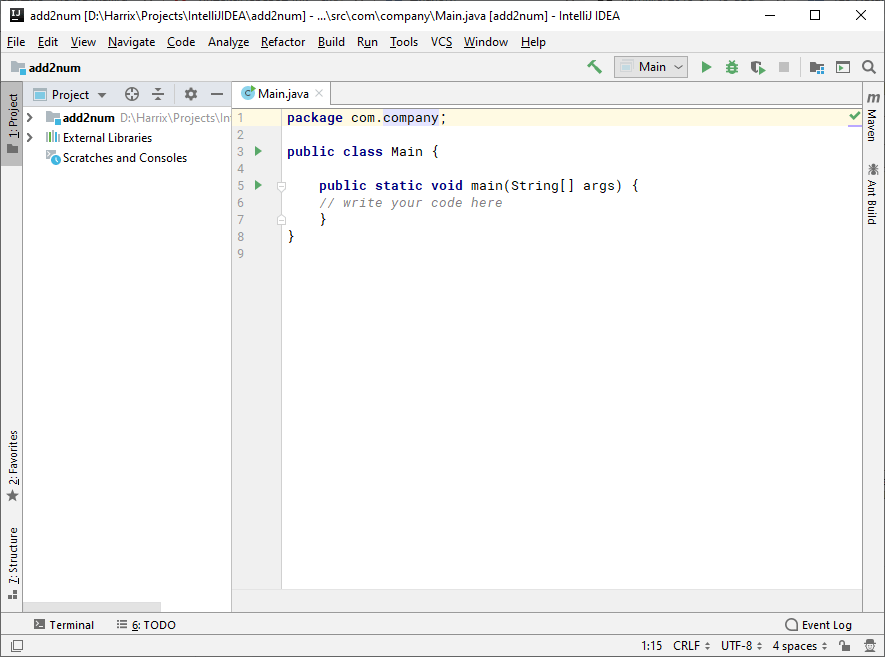 add2num [D:\Harrix\Projects\IntelliJIDEA\add2num] - ...\src\com\company\Main.java [add2num] - IntelliJ IDEA
File Edit View Navigate Code Analyze Refactor Build Run Tools VCS Window Help
add2num Main
1: Project
2: Favorites
7: Structure
Project
add2num D:\Harrix\Projects\In
External Libraries
Scratches and Consoles
Main.java
1 package com.company;
2
3 public class Main {
4
5 public static void main(String[] args) {
6 // write your code here
7 }
8 }
9
m Maven
Ant Build
Terminal 6: TODO Event Log
1:15 CRLF UTF-8 4 spaces